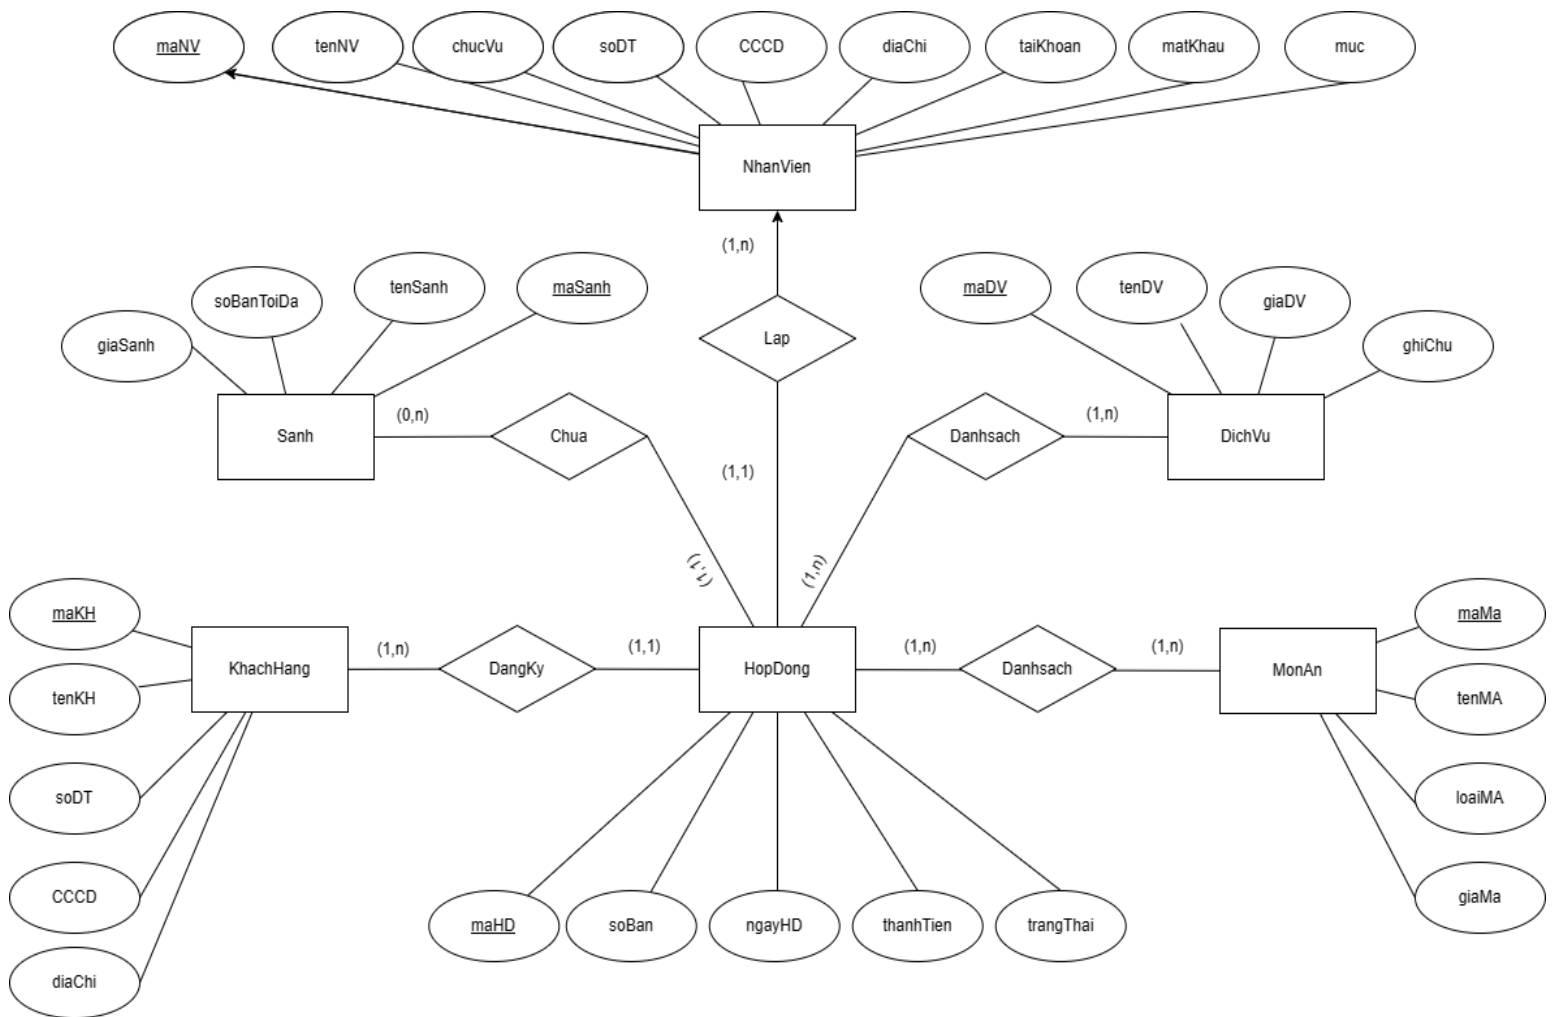 maNV
tenNV
chucVu
soDT
CCCD
diaChi
taiKhoan
matKhau
muc
NhanVien
(1,n)
giaSanh
soBanToiDa
tenSanh
maSanh
Lap
maDV
tenDV
giaDV
ghiChu
Sanh
(0,n)
Chua
(1,1)
Danhsach
(1,n)
DichVu
(1,1)
(1,n)
maKH
tenKH
soDT
CCCD
diaChi
KhachHang
(1,n)
DangKy
(1,1)
HopDong
(1,n)
Danhsach
(1,n)
MonAn
maMa
tenMA
loaiMA
giaMa
maHD
soBan
ngayHD
thanhTien
trangThai